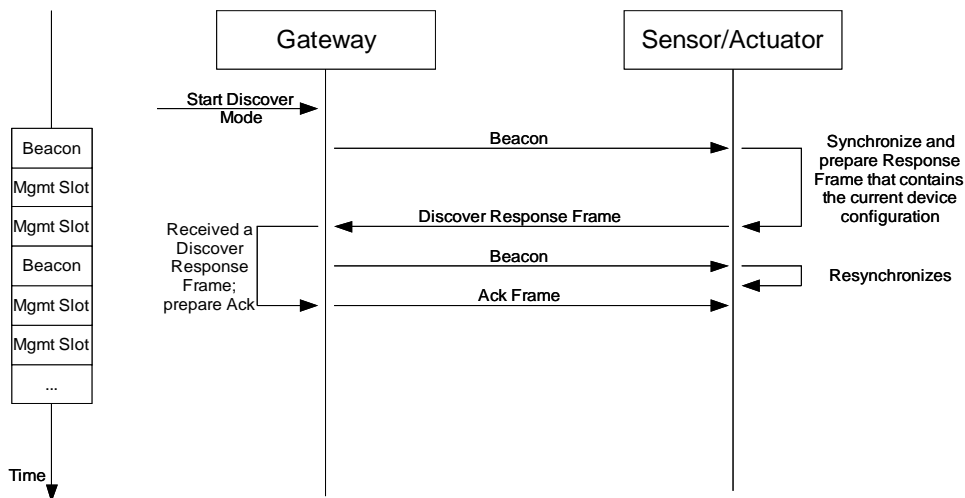 Gateway
Sensor/Actuator
Start Discover
Mode
Beacon
Mgmt Slot
Mgmt Slot
Beacon
Mgmt Slot
Mgmt Slot
...
Time
Beacon
Synchronize and
prepare Response
Frame that contains
the current device
configuration
Discover Response Frame
Received a
Discover
Response
Frame;
prepare Ack
Beacon
Resynchronizes
Ack Frame